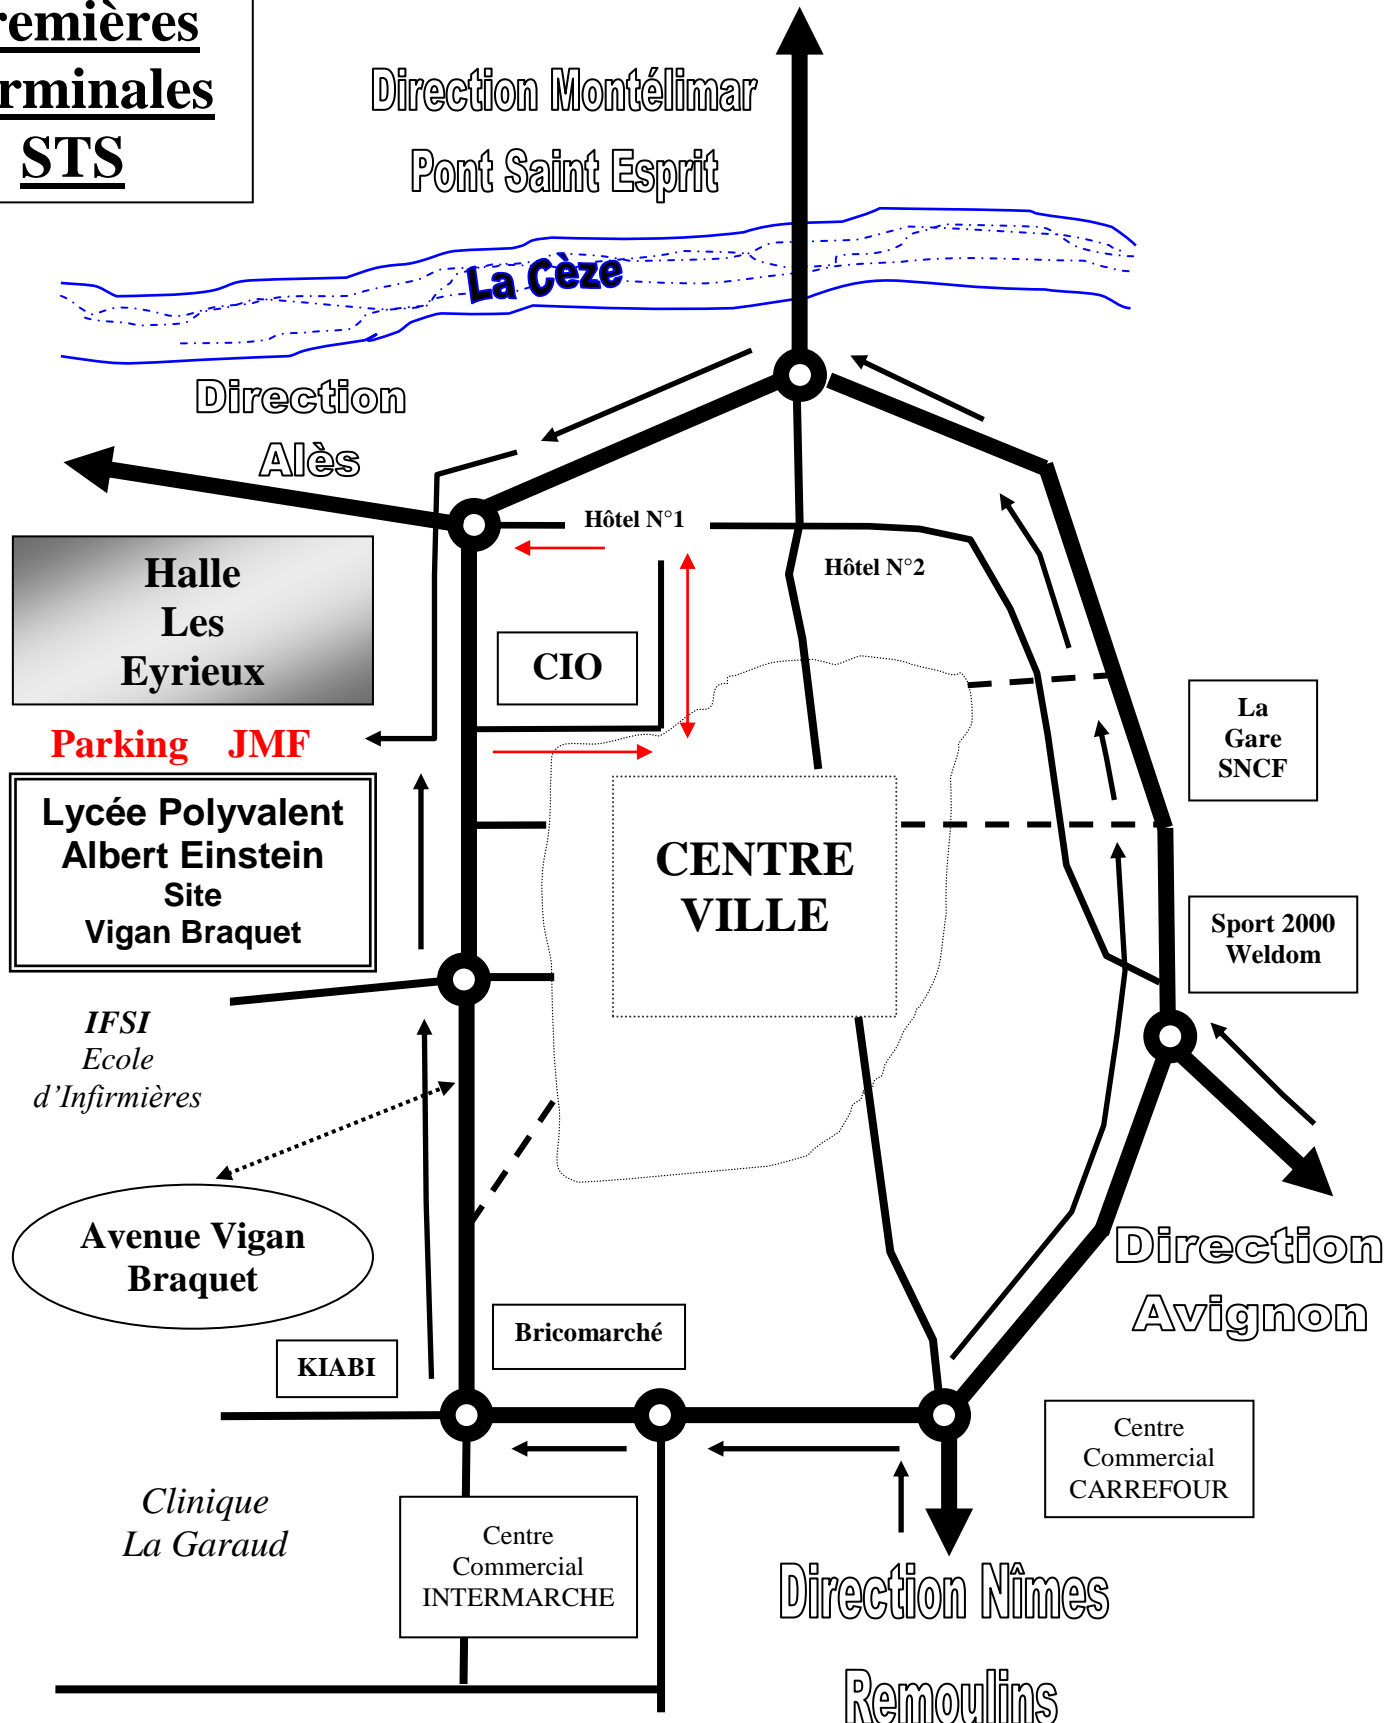 remières
rminales
STS
Direction Montélimar
Pont Saint Esprit
La Cèze
Direction
Alès
Hôtel N°1
Hôtel N°2
Halle
Les
Eyrieux
CIO
Parking JMF
La
Gare
SNCF
Lycée Polyvalent
Albert Einstein
Site
Vigan Braquet
CENTRE
VILLE
Sport 2000
Weldom
IFSI
Ecole
d'Infirmières
Avenue Vigan
Braquet
Direction
Avignon
Bricomarché
KIABI
Centre
Commercial
CARREFOUR
Clinique
La Garaud
Centre
Commercial
INTERMARCHE
Direction Nîmes
Remoulins